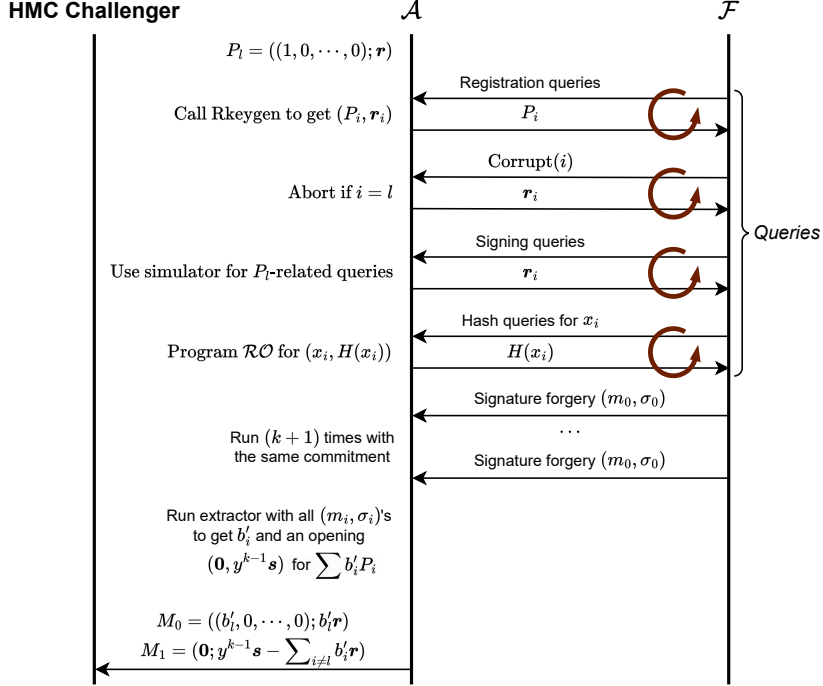 HMC Challenger 𝒜 ℱ
P_l = ((1, 0, ⋯, 0); r)
Registration queries
Call Rkeygen to get (P_i, r_i)
P_i
Corrupt(i)
Abort if i = l
r_i
Queries
Signing queries
Use simulator for P_l-related queries
r_i
Hash queries for x_i
Program ℛ𝒪 for (x_i, H(x_i))
H(x_i)
Signature forgery (m_0, σ_0)
⋯
Run (k + 1) times with
the same commitment
Signature forgery (m_0, σ_0)
Run extractor with all (m_i, σ_i)'s
to get b′_i and an opening
(0, y^{k−1}s) for ∑ b′_i P_i
M_0 = ((b′_l, 0, ⋯, 0); b′_l r)
M_1 = (0; y^{k−1}s − ∑_{i≠l} b′_i r)